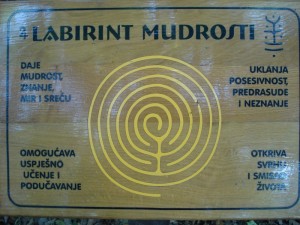 24 LABIRINT MUDROSTI
DAJE
MUDROST,
ZNANJE,
MIR I SREĆU
UKLANJA
POSESIVNOST,
PREDRASUDE
I NEZNANJE
OMOGUĆAVA
USPJEŠNO
UČENJE I
PODUČAVANJE
OTKRIVA
SVRHU
I SMISAO
ŽIVOTA